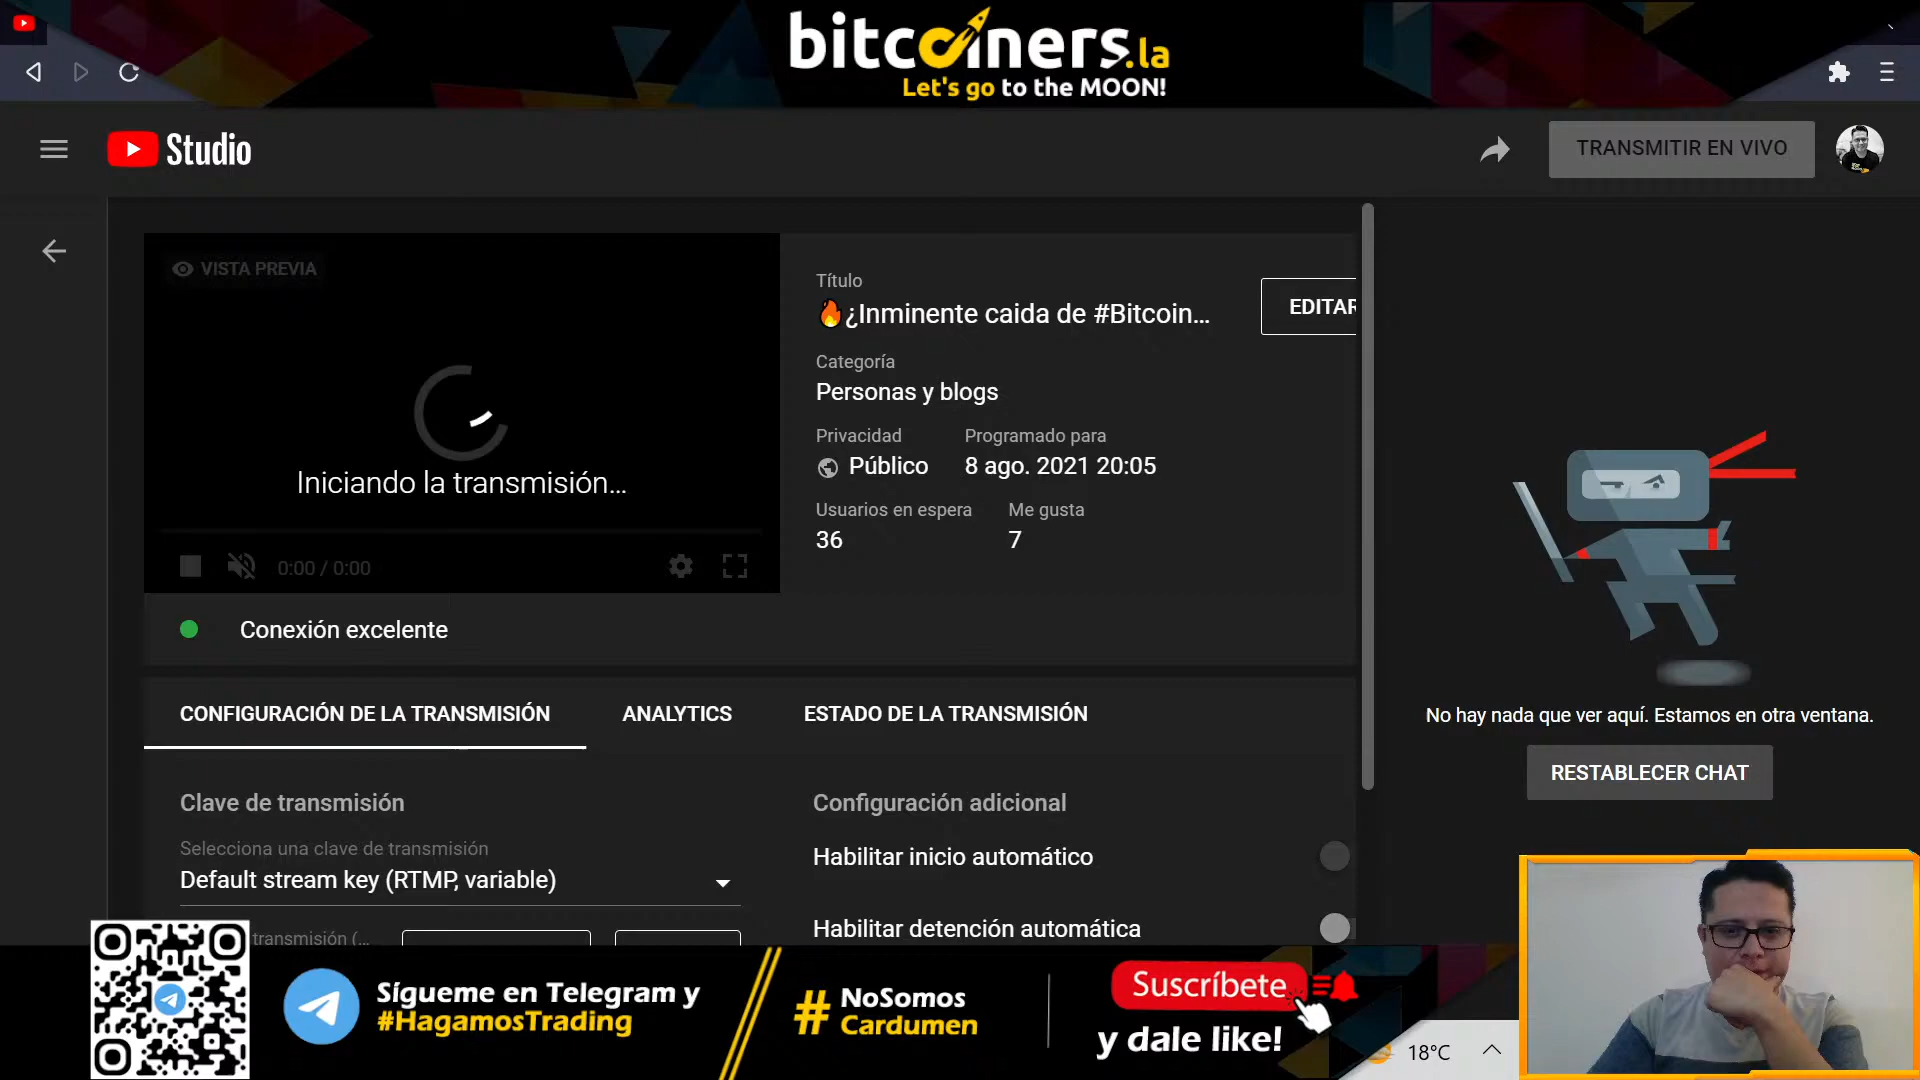 bitcoiners.la
Let's go to the MOON!
Studio
TRANSMITIR EN VIVO
VISTA PREVIA
Iniciando la transmisión...
0:00 / 0:00
Título
🔥¿Inminente caida de #Bitcoin...
EDITAR
Categoría
Personas y blogs
Privacidad
Programado para
Público
8 ago. 2021 20:05
Usuarios en espera
Me gusta
36
7
Conexión excelente
CONFIGURACIÓN DE LA TRANSMISIÓN
ANALYTICS
ESTADO DE LA TRANSMISIÓN
Clave de transmisión
Selecciona una clave de transmisión
Default stream key (RTMP, variable)
transmisión (...
Configuración adicional
Habilitar inicio automático
Habilitar detención automática
No hay nada que ver aquí. Estamos en otra ventana.
RESTABLECER CHAT
Sígueme en Telegram y
#HagamosTrading
# NoSomos
Cardumen
Suscríbete
y dale like!
18°C